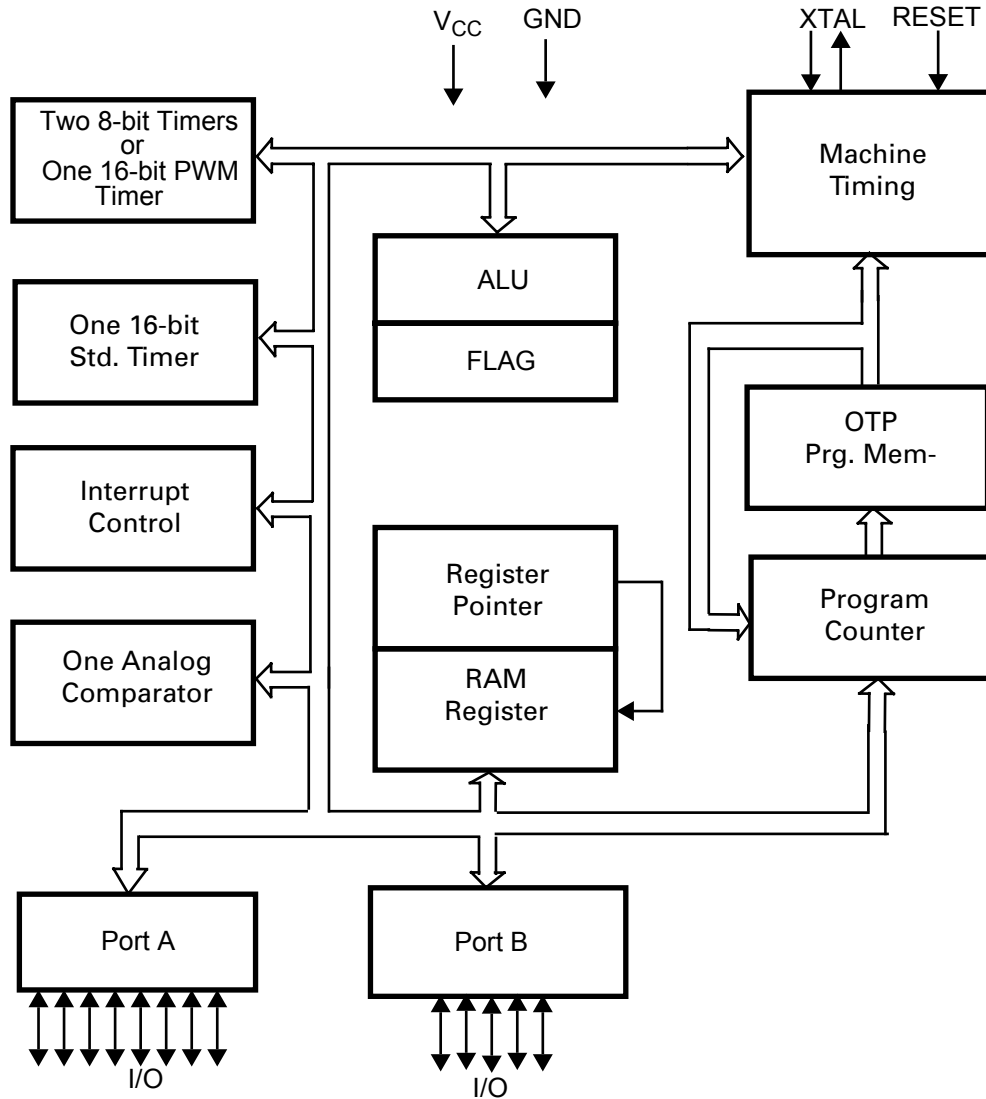 V_CC
GND
XTAL
RESET
Two 8-bit Timers
or
One 16-bit PWM
Timer
Machine
Timing
ALU
FLAG
One 16-bit
Std. Timer
OTP
Prg. Mem-
Interrupt
Control
Register
Pointer
Program
Counter
One Analog
Comparator
RAM
Register
Port A
Port B
I/O
I/O